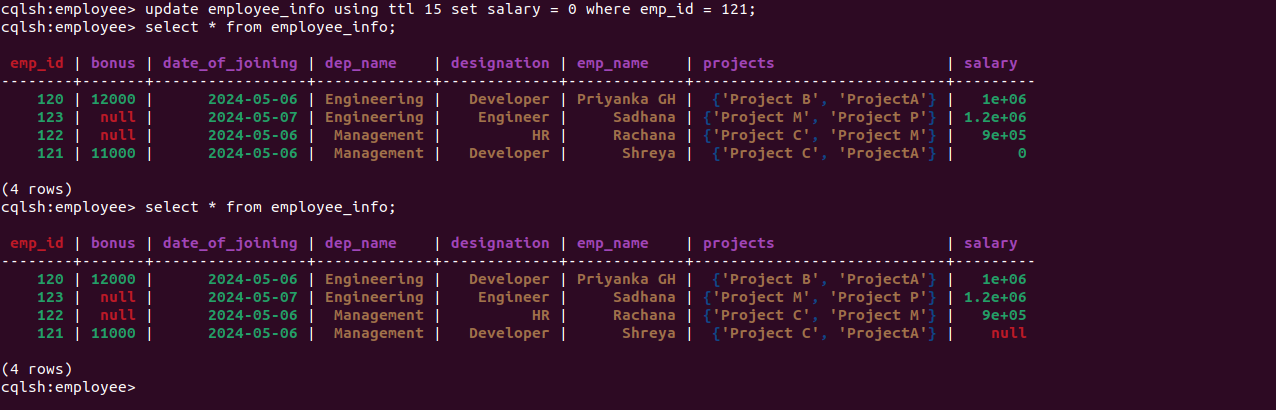 cqlsh:employee> update employee_info using ttl 15 set salary = 0 where emp_id = 121;
cqlsh:employee> select * from employee_info;

 emp_id | bonus | date_of_joining | dep_name    | designation | emp_name    | projects                  | salary
--------+-------+-----------------+-------------+-------------+-------------+---------------------------+---------
    120 | 12000 |      2024-05-06 | Engineering |   Developer | Priyanka GH |  {'Project B', 'ProjectA'} |   1e+06
    123 |  null |      2024-05-07 | Engineering |    Engineer |     Sadhana | {'Project M', 'Project P'} | 1.2e+06
    122 |  null |      2024-05-06 |  Management |          HR |     Rachana | {'Project C', 'Project M'} |   9e+05
    121 | 11000 |      2024-05-06 |  Management |   Developer |      Shreya |  {'Project C', 'ProjectA'} |       0

(4 rows)
cqlsh:employee> select * from employee_info;

 emp_id | bonus | date_of_joining | dep_name    | designation | emp_name    | projects                  | salary
--------+-------+-----------------+-------------+-------------+-------------+---------------------------+---------
    120 | 12000 |      2024-05-06 | Engineering |   Developer | Priyanka GH |  {'Project B', 'ProjectA'} |   1e+06
    123 |  null |      2024-05-07 | Engineering |    Engineer |     Sadhana | {'Project M', 'Project P'} | 1.2e+06
    122 |  null |      2024-05-06 |  Management |          HR |     Rachana | {'Project C', 'Project M'} |   9e+05
    121 | 11000 |      2024-05-06 |  Management |   Developer |      Shreya |  {'Project C', 'ProjectA'} |    null

(4 rows)
cqlsh:employee>